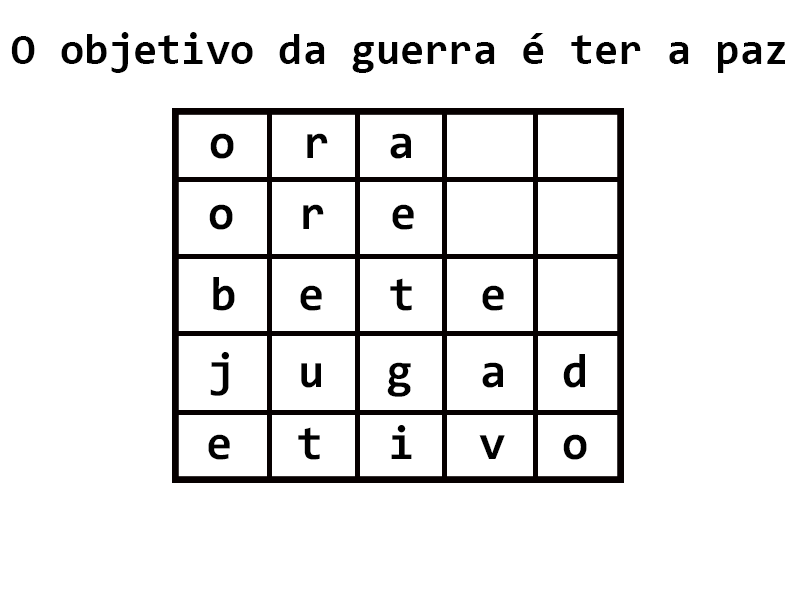 O objetivo da guerra é ter a paz
o r a
o r e
b e t e
j u g a d
e t i v o